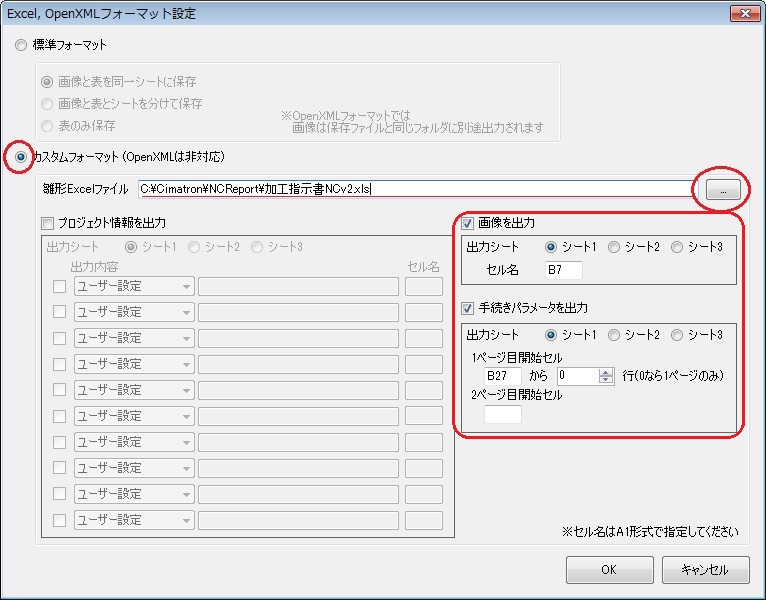 Excel, OpenXMLフォーマット設定
標準フォーマット
画像と表を同一シートに保存
画像と表とシートを分けて保存
表のみ保存
※OpenXMLフォーマットでは
画像は保存ファイルと同じフォルダに別途出力されます
カスタムフォーマット(OpenXMLは非対応)
雛形Excelファイル C:¥Cimatron¥NCReport¥加工指示書NCv2.xls ...
プロジェクト情報を出力
出力シート シート1 シート2 シート3
出力内容 セル名
ユーザー設定
ユーザー設定
ユーザー設定
ユーザー設定
ユーザー設定
ユーザー設定
ユーザー設定
ユーザー設定
ユーザー設定
ユーザー設定
画像を出力
出力シート シート1 シート2 シート3
セル名 B7
手続きパラメータを出力
出力シート シート1 シート2 シート3
1ページ目開始セル
B27 から 0 行(0なら1ページのみ)
2ページ目開始セル
※セル名はA1形式で指定してください
OK キャンセル